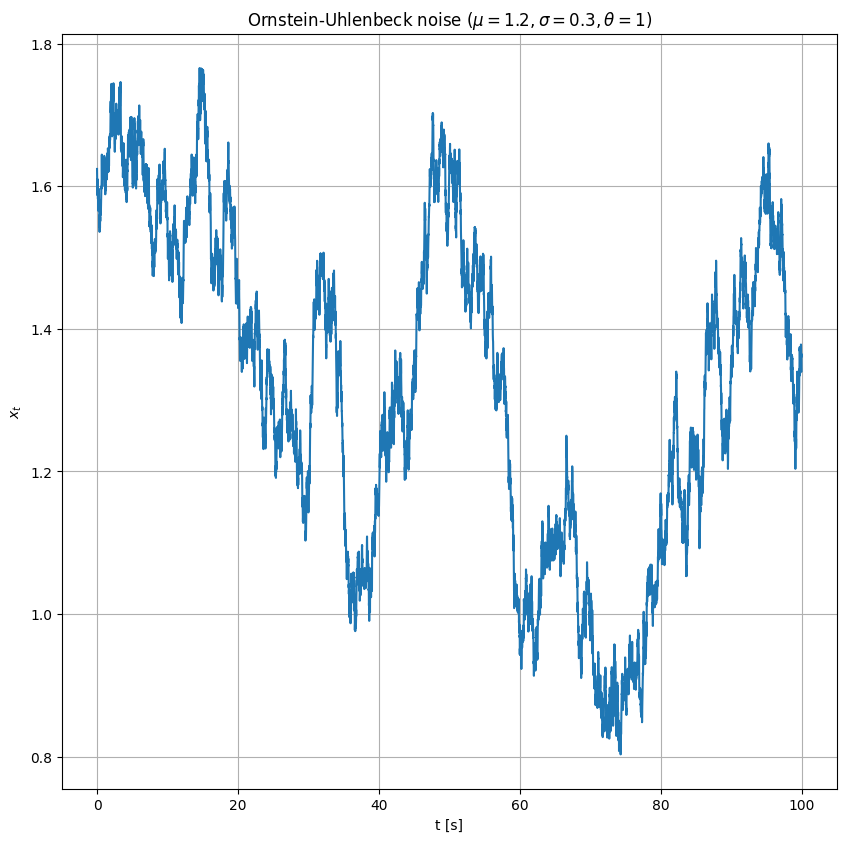 Ornstein-Uhlenbeck noise (μ = 1.2, σ = 0.3, θ = 1)
1.8
1.6
1.4
1.2
1.0
0.8
x_t
0 20 40 60 80 100
t [s]